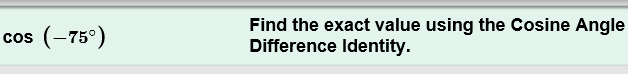 cos (−75°)
Find the exact value using the Cosine Angle
Difference Identity.